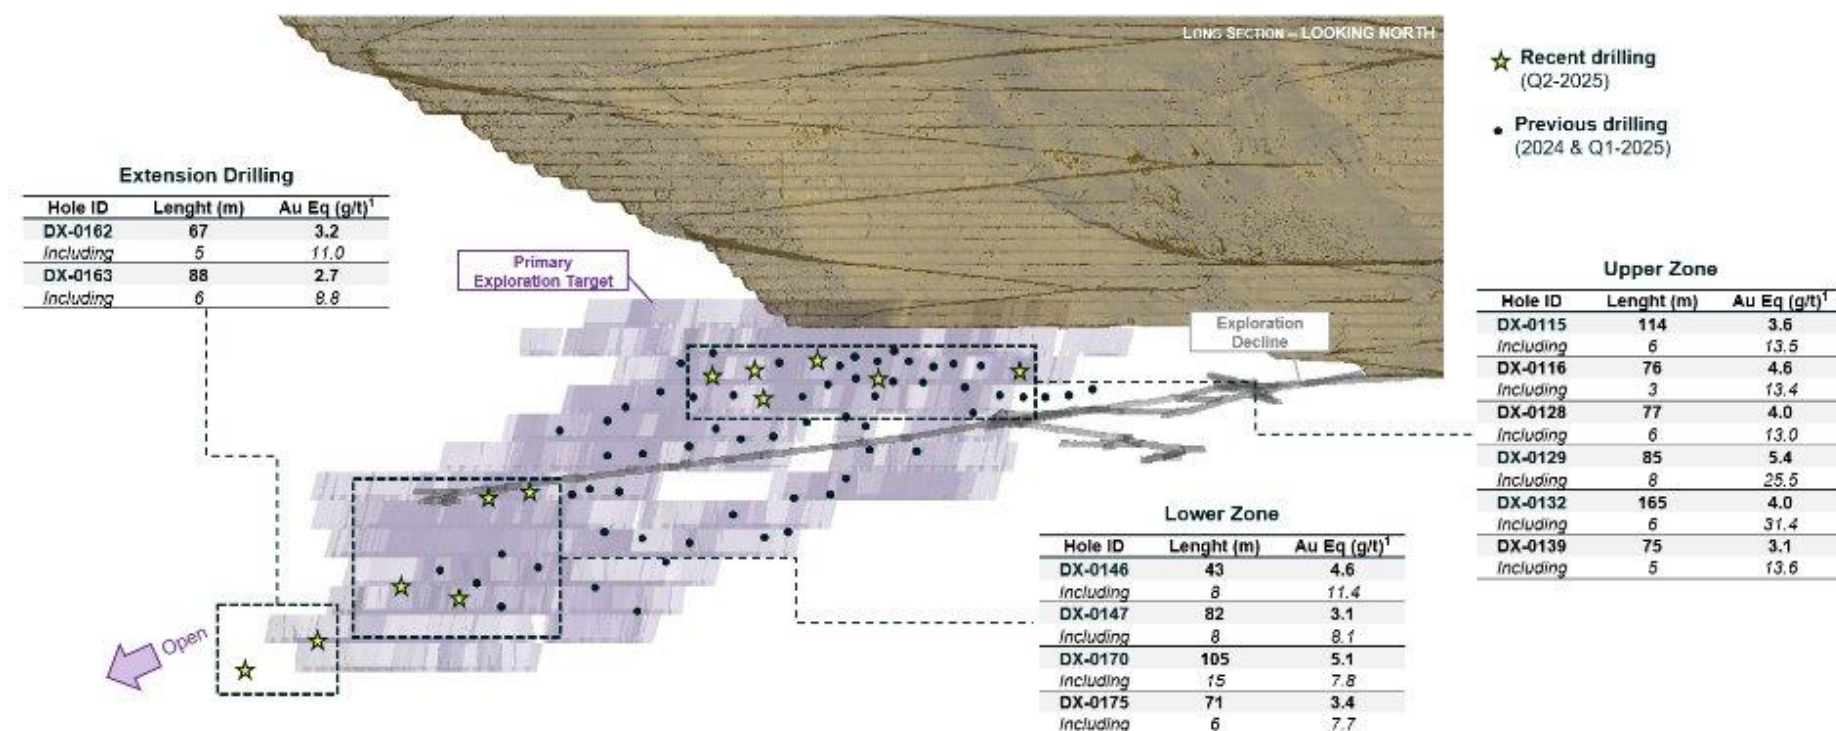 LONG SECTION – LOOKING NORTH
Recent drilling
(Q2-2025)
Previous drilling
(2024 & Q1-2025)
Extension Drilling
Hole ID Lenght (m) Au Eq (g/t)¹
DX-0162 67 3.2
Including 5 11.0
DX-0163 88 2.7
Including 6 8.8
Primary
Exploration Target
Exploration
Decline
Upper Zone
Hole ID Lenght (m) Au Eq (g/t)¹
DX-0115 114 3.6
Including 6 13.5
DX-0116 76 4.6
Including 3 13.4
DX-0128 77 4.0
Including 6 13.0
DX-0129 85 5.4
Including 8 25.5
DX-0132 165 4.0
Including 6 31.4
DX-0139 75 3.1
Including 5 13.6
Lower Zone
Hole ID Lenght (m) Au Eq (g/t)¹
DX-0146 43 4.6
Including 8 11.4
DX-0147 82 3.1
Including 8 8.1
DX-0170 105 5.1
Including 15 7.8
DX-0175 71 3.4
Including 6 7.7
Open